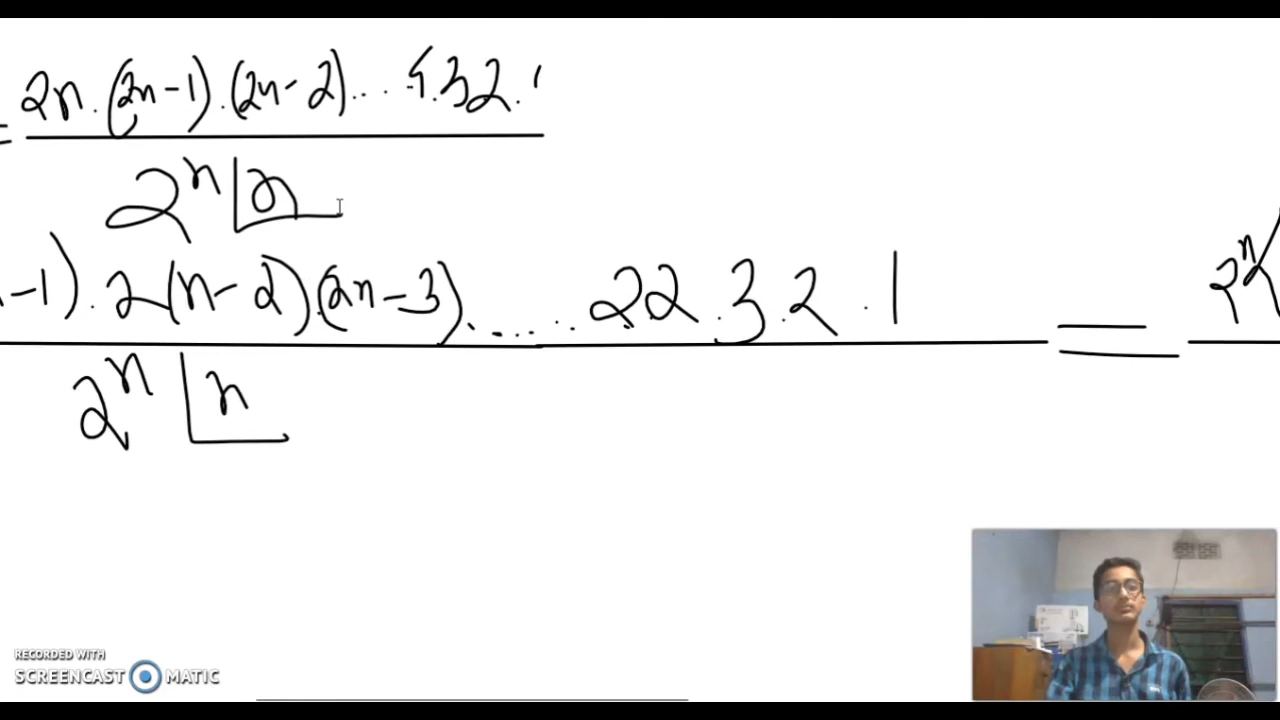 = 2n.(2n-1).(2n-2)... 4.3.2.1
2ⁿ |n
-1).2(n-2)(2n-3)...... 2.2.3.2.1 = 2ⁿ
2ⁿ |n
RECORDED WITH
SCREENCAST MATIC